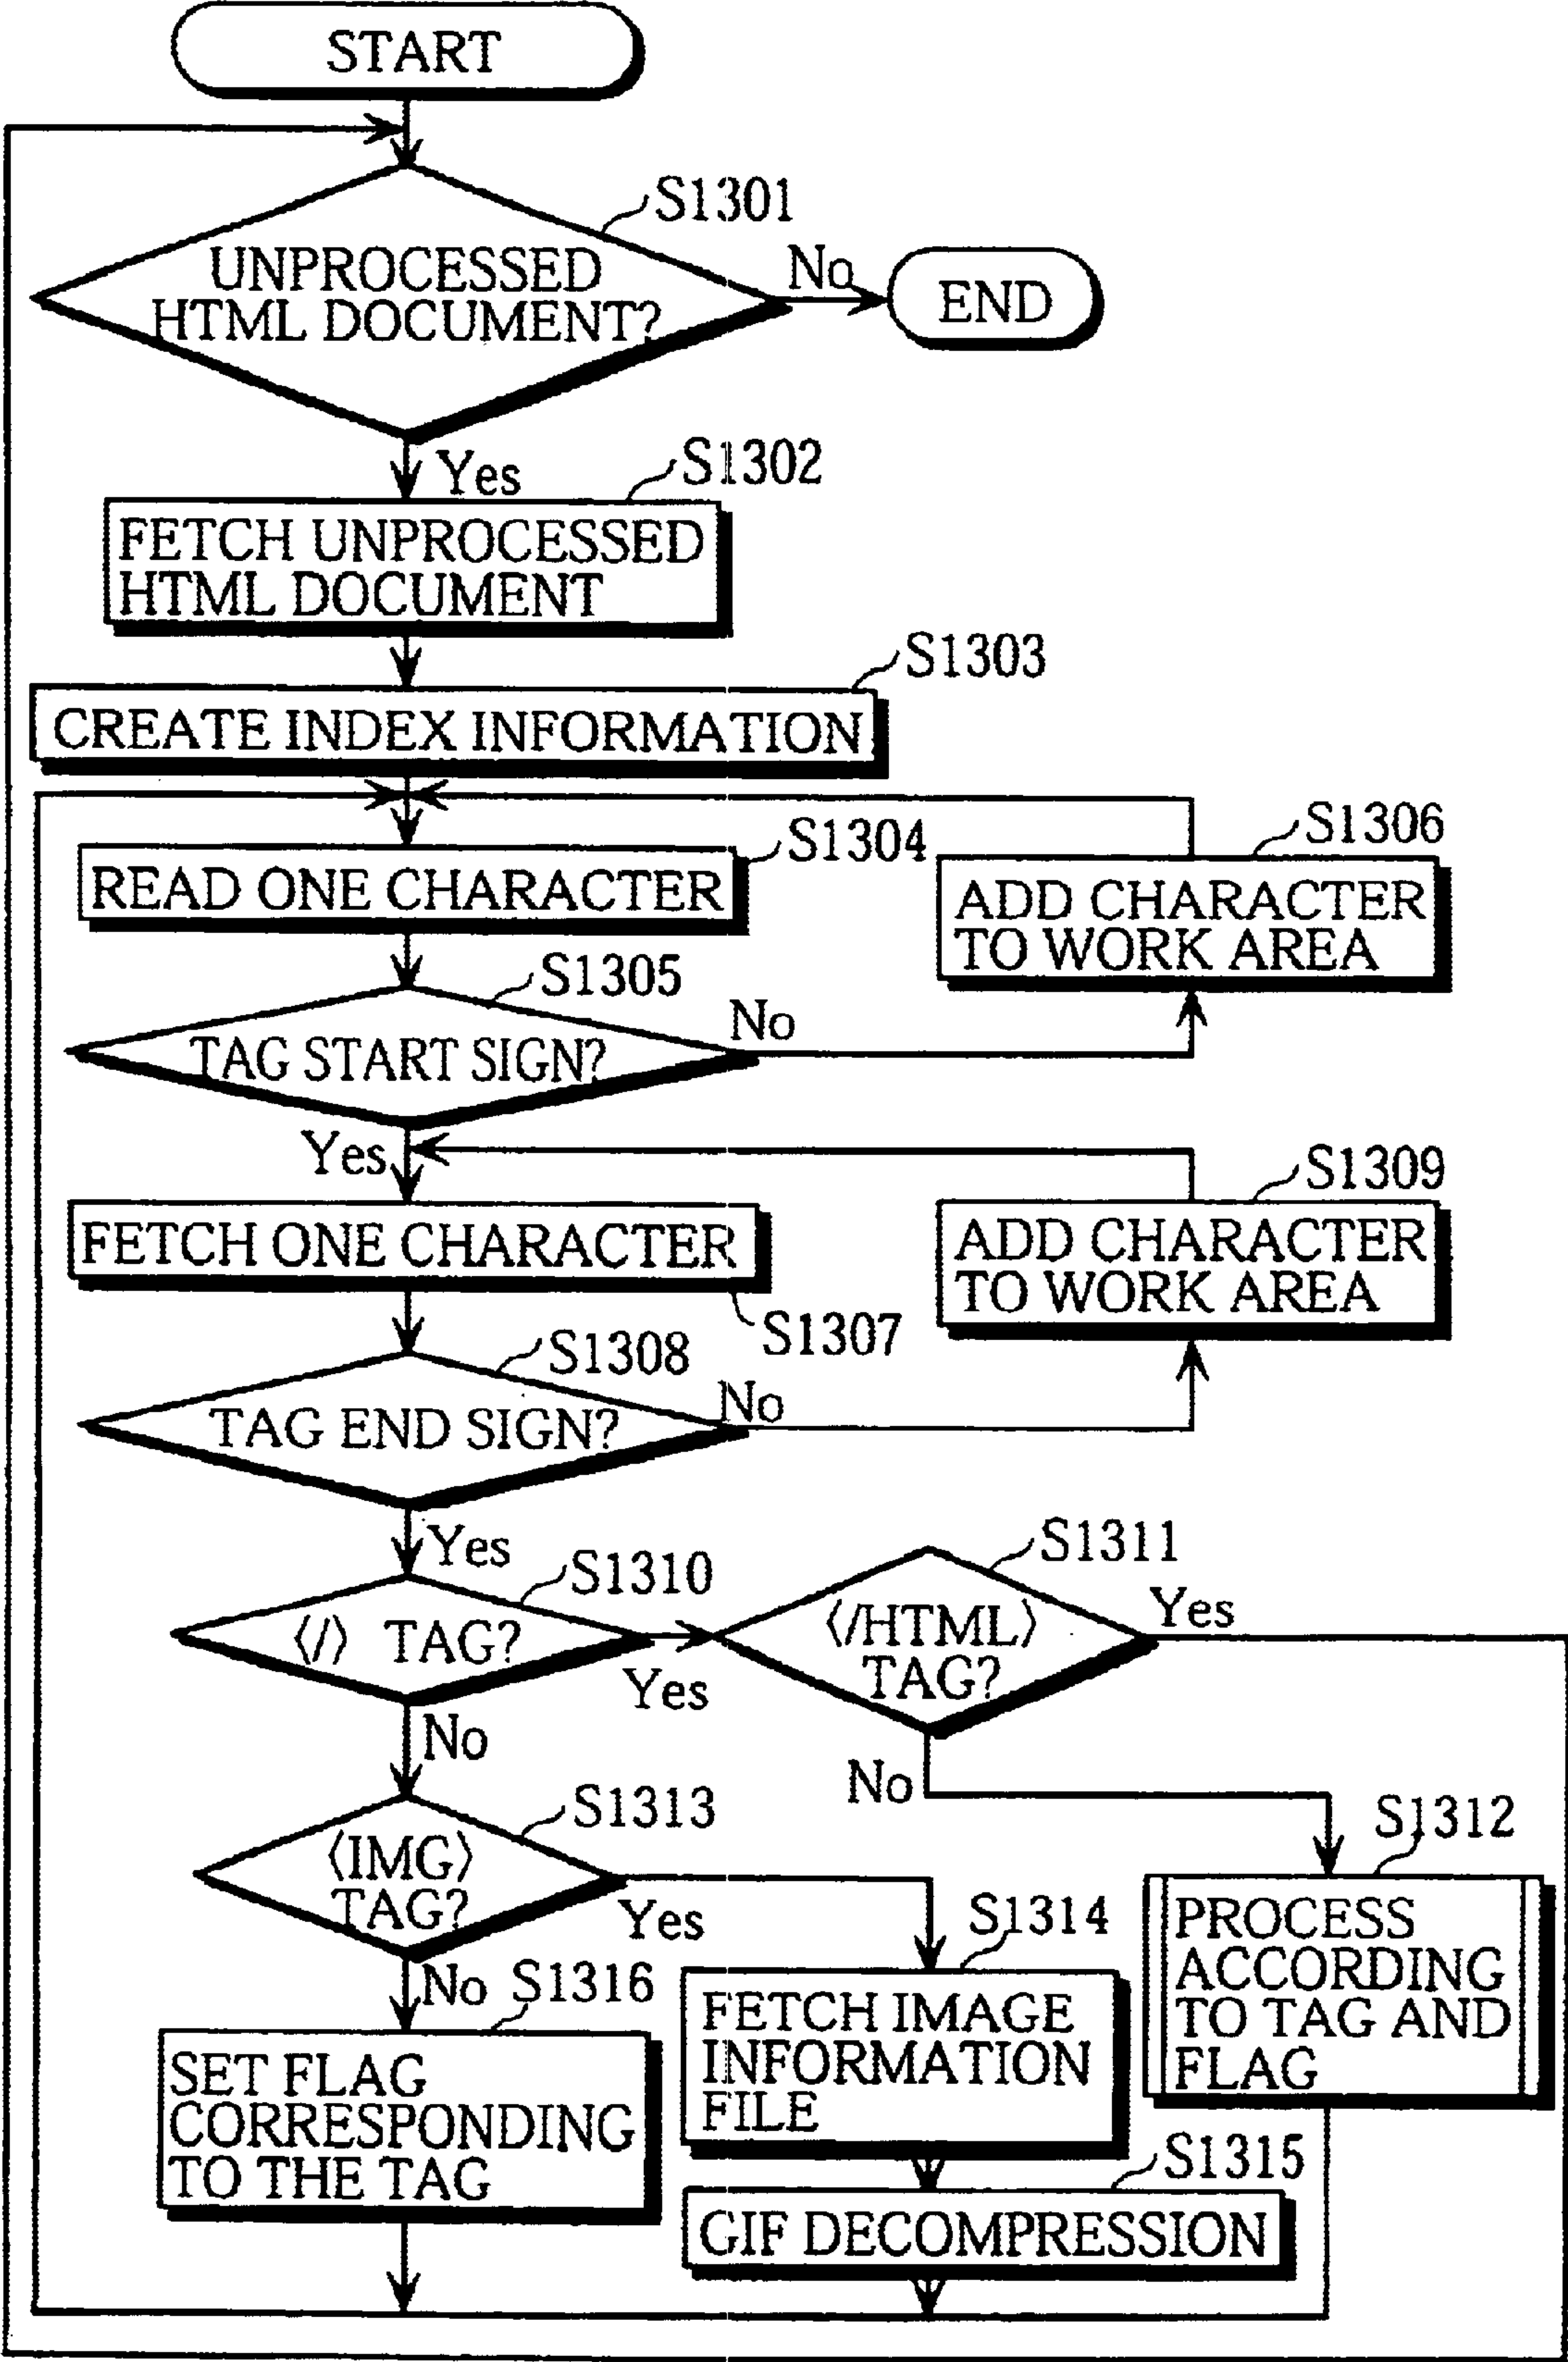 START
S1301
UNPROCESSED
HTML DOCUMENT?
No
END
Yes
S1302
FETCH UNPROCESSED
HTML DOCUMENT
S1303
CREATE INDEX INFORMATION
S1304
READ ONE CHARACTER
S1306
ADD CHARACTER
TO WORK AREA
S1305
TAG START SIGN?
No
Yes
S1309
ADD CHARACTER
TO WORK AREA
FETCH ONE CHARACTER
S1307
S1308
TAG END SIGN?
No
Yes
S1310
⟨/⟩ TAG?
Yes
S1311
⟨/HTML⟩
TAG?
Yes
No
No
S1313
⟨IMG⟩
TAG?
Yes
S1312
PROCESS
ACCORDING
TO TAG AND
FLAG
S1314
FETCH IMAGE
INFORMATION
FILE
No
S1316
SET FLAG
CORRESPONDING
TO THE TAG
S1315
GIF DECOMPRESSION